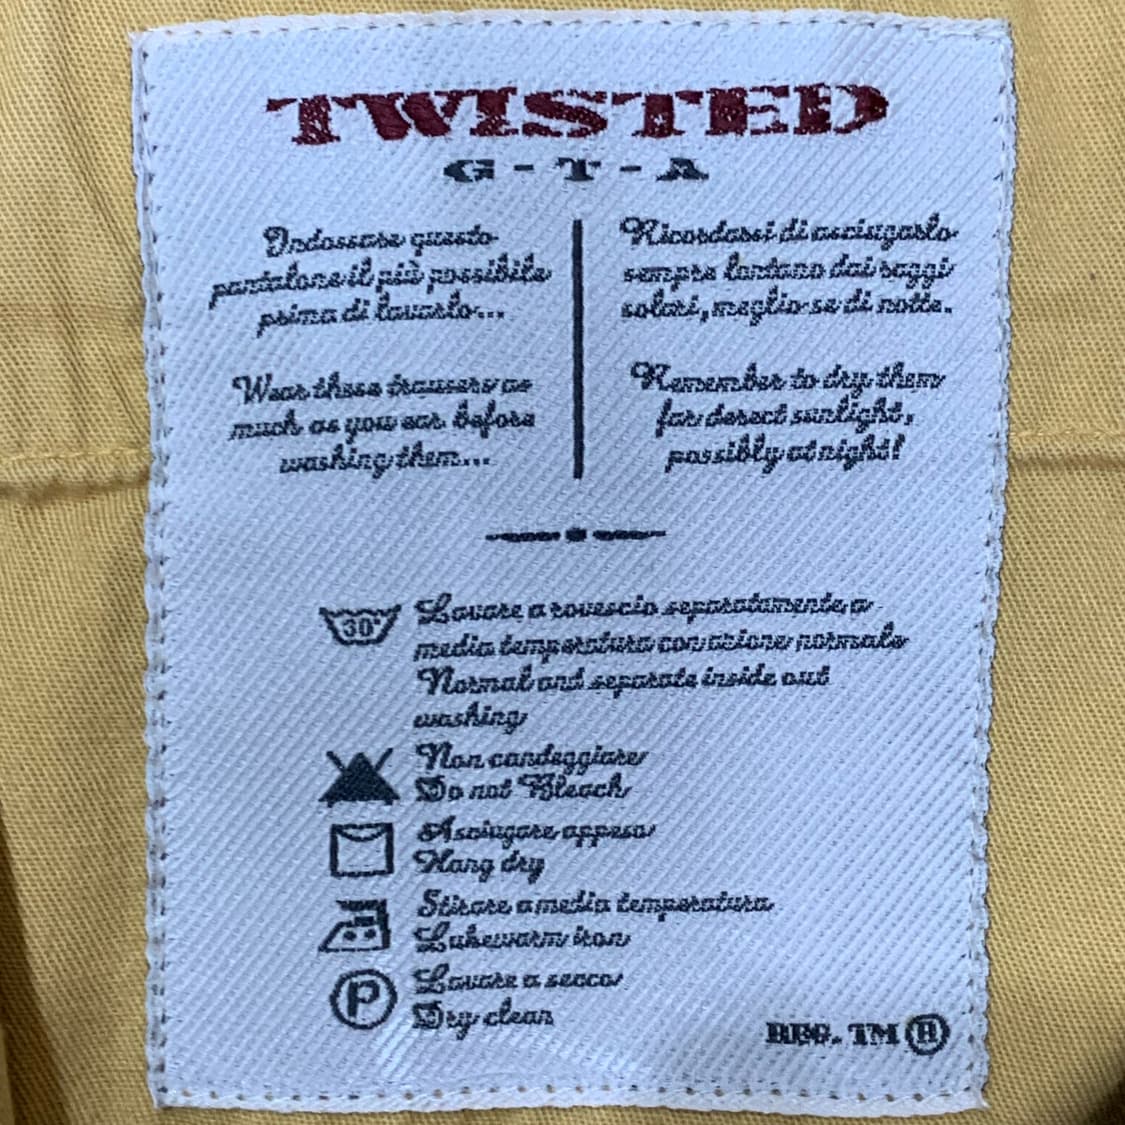 TWISTED
G - T - A
Indossare questo
pantalone il più possibile
prima di lavarlo...
Wear these trousers as
much as you can before
washing them...
Ricordarsi di asciugarlo
sempre lontano dai raggi
solari, meglio se di notte.
Remember to dry them
far derect sunlight,
possibly at night!
30°
Lavare a rovescio separatamente a
media temperatura con azione normale
Normal and separate inside out
washing
Non candeggiare
Do not Bleach
Asciugare appeso
Hang dry
Stirare a media temperatura
Lukewarm iron
P
Lavare a secco
Dry clean
REG. TM ®